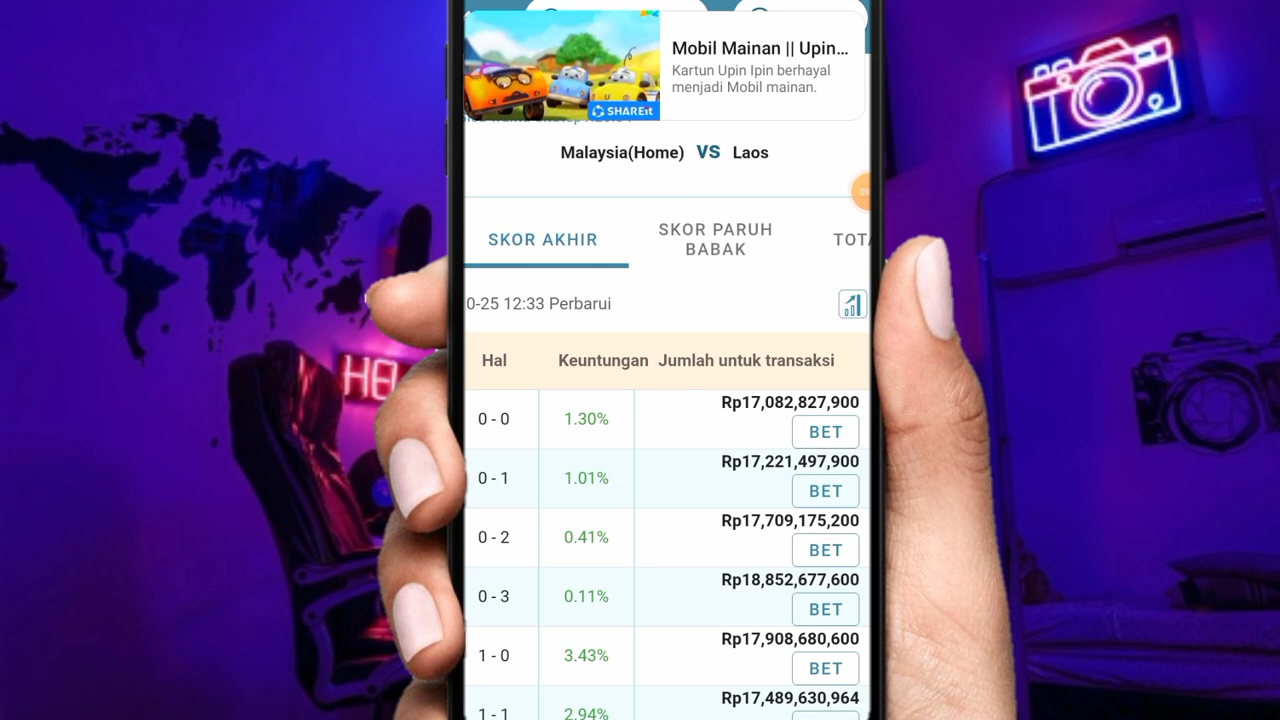 Mobil Mainan || Upin...
Kartun Upin Ipin berhayal
menjadi Mobil mainan.
SHAREit
Malaysia(Home) VS Laos
SKOR AKHIR
SKOR PARUH
BABAK
TOTA
0-25 12:33 Perbarui
Hal Keuntungan Jumlah untuk transaksi
0 - 0 1.30% Rp17,082,827,900
BET
0 - 1 1.01% Rp17,221,497,900
BET
0 - 2 0.41% Rp17,709,175,200
BET
0 - 3 0.11% Rp18,852,677,600
BET
1 - 0 3.43% Rp17,908,680,600
BET
1 - 1 2.94% Rp17,489,630,964